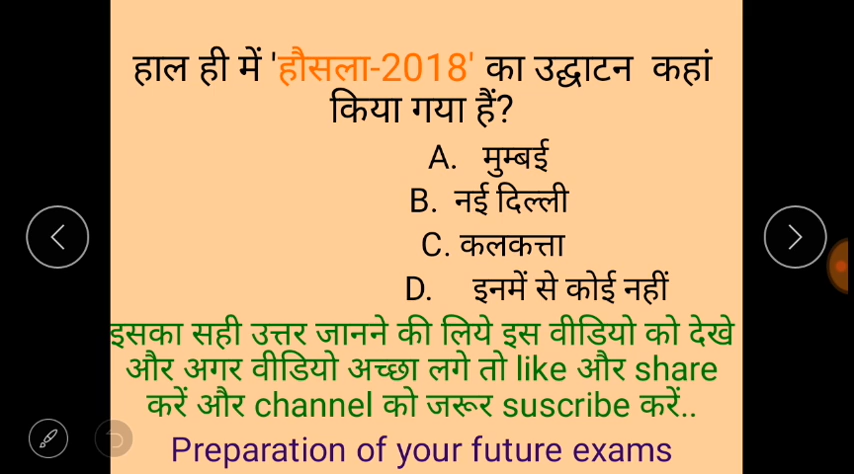 हाल ही में 'हौसला-2018' का उद्घाटन कहां
किया गया हैं?
A. मुम्बई
B. नई दिल्ली
C. कलकत्ता
D. इनमें से कोई नहीं
इसका सही उत्तर जानने की लिये इस वीडियो को देखे
और अगर वीडियो अच्छा लगे तो like और share
करें और channel को जरूर suscribe करें..
Preparation of your future exams